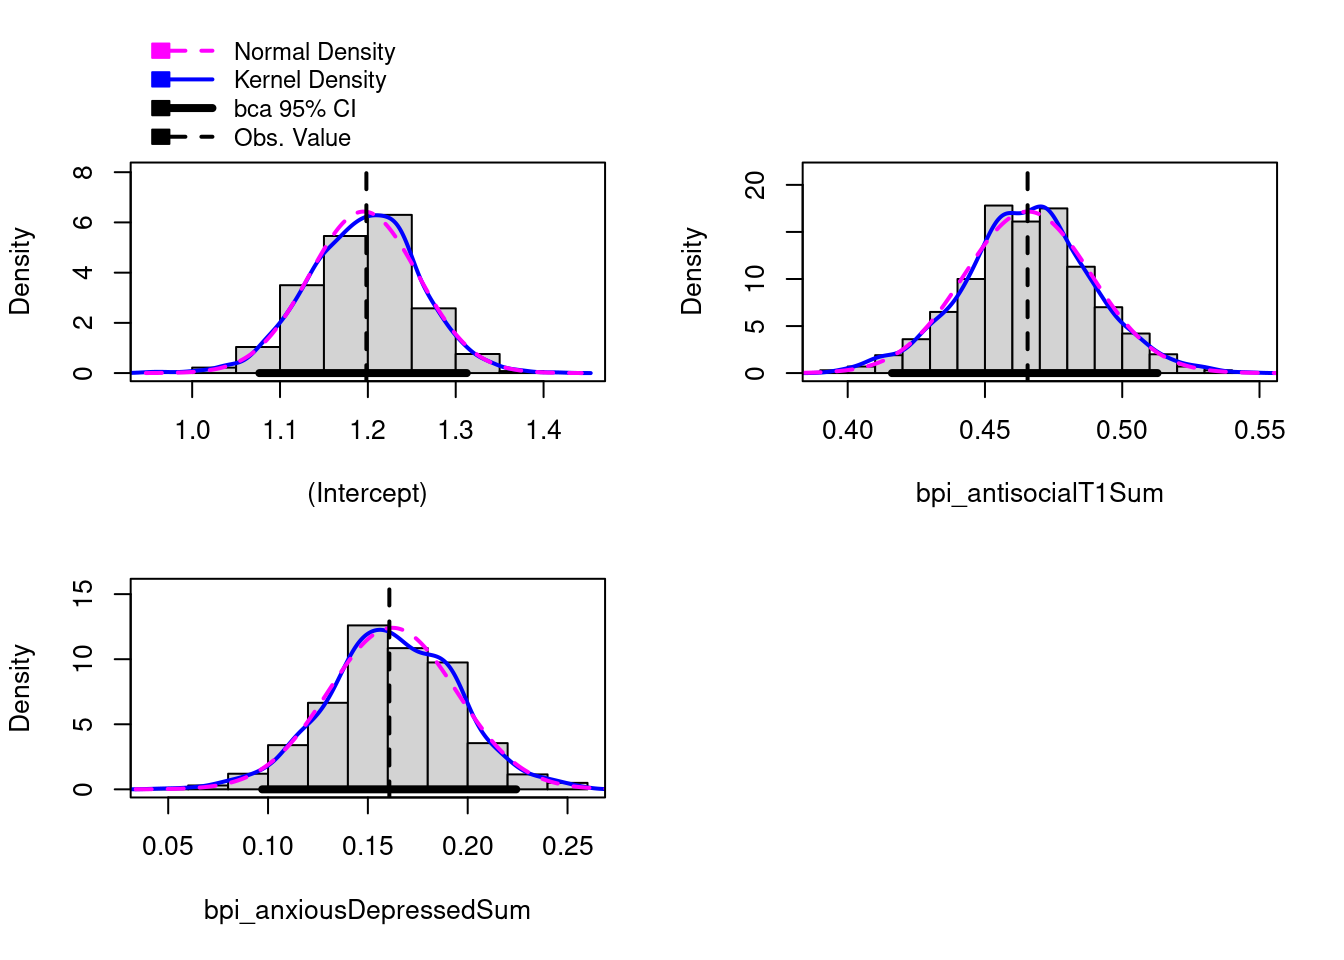 Normal Density
Kernel Density
bca 95% CI
Obs. Value
Density
0 2 4 6 8
1.0 1.1 1.2 1.3 1.4
(Intercept)
Density
0 5 10 20
0.40 0.45 0.50 0.55
bpi_antisocialT1Sum
Density
0 5 10 15
0.05 0.10 0.15 0.20 0.25
bpi_anxiousDepressedSum